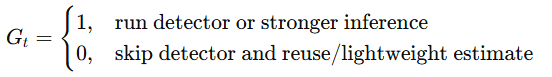 G_t = { 1, run detector or stronger inference
0, skip detector and reuse/lightweight estimate